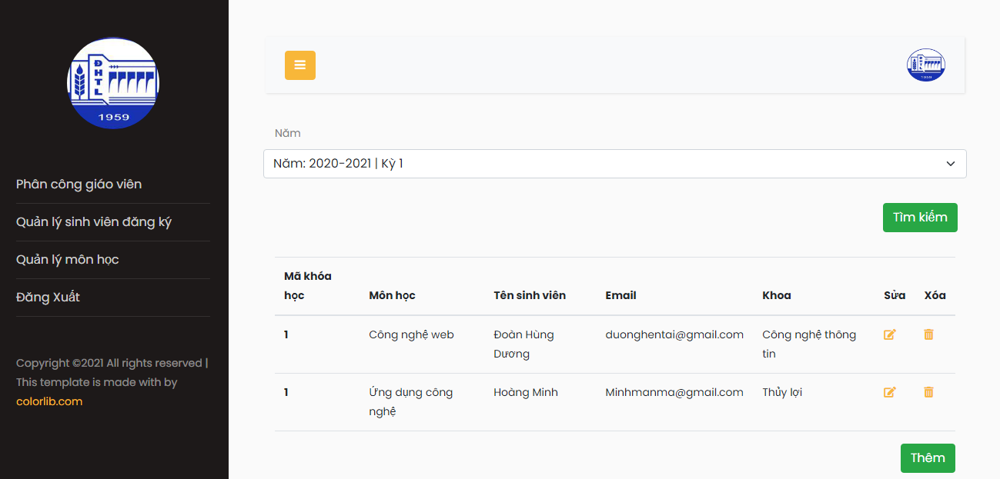 ĐHTL
1959
Phân công giáo viên
Quản lý sinh viên đăng ký
Quản lý môn học
Đăng Xuất
Copyright ©2021 All rights reserved |
This template is made with by
colorlib.com
1959
Năm
Năm: 2020-2021 | Kỳ 1
Tìm kiếm
Mã khóa
học Môn học Tên sinh viên Email Khoa Sửa Xóa
1 Công nghệ web Đoàn Hùng duonghentai@gmail.com Công nghệ thông
Dương tin
1 Ứng dụng công Hoàng Minh Minhmanma@gmail.com Thủy lợi
nghệ
Thêm